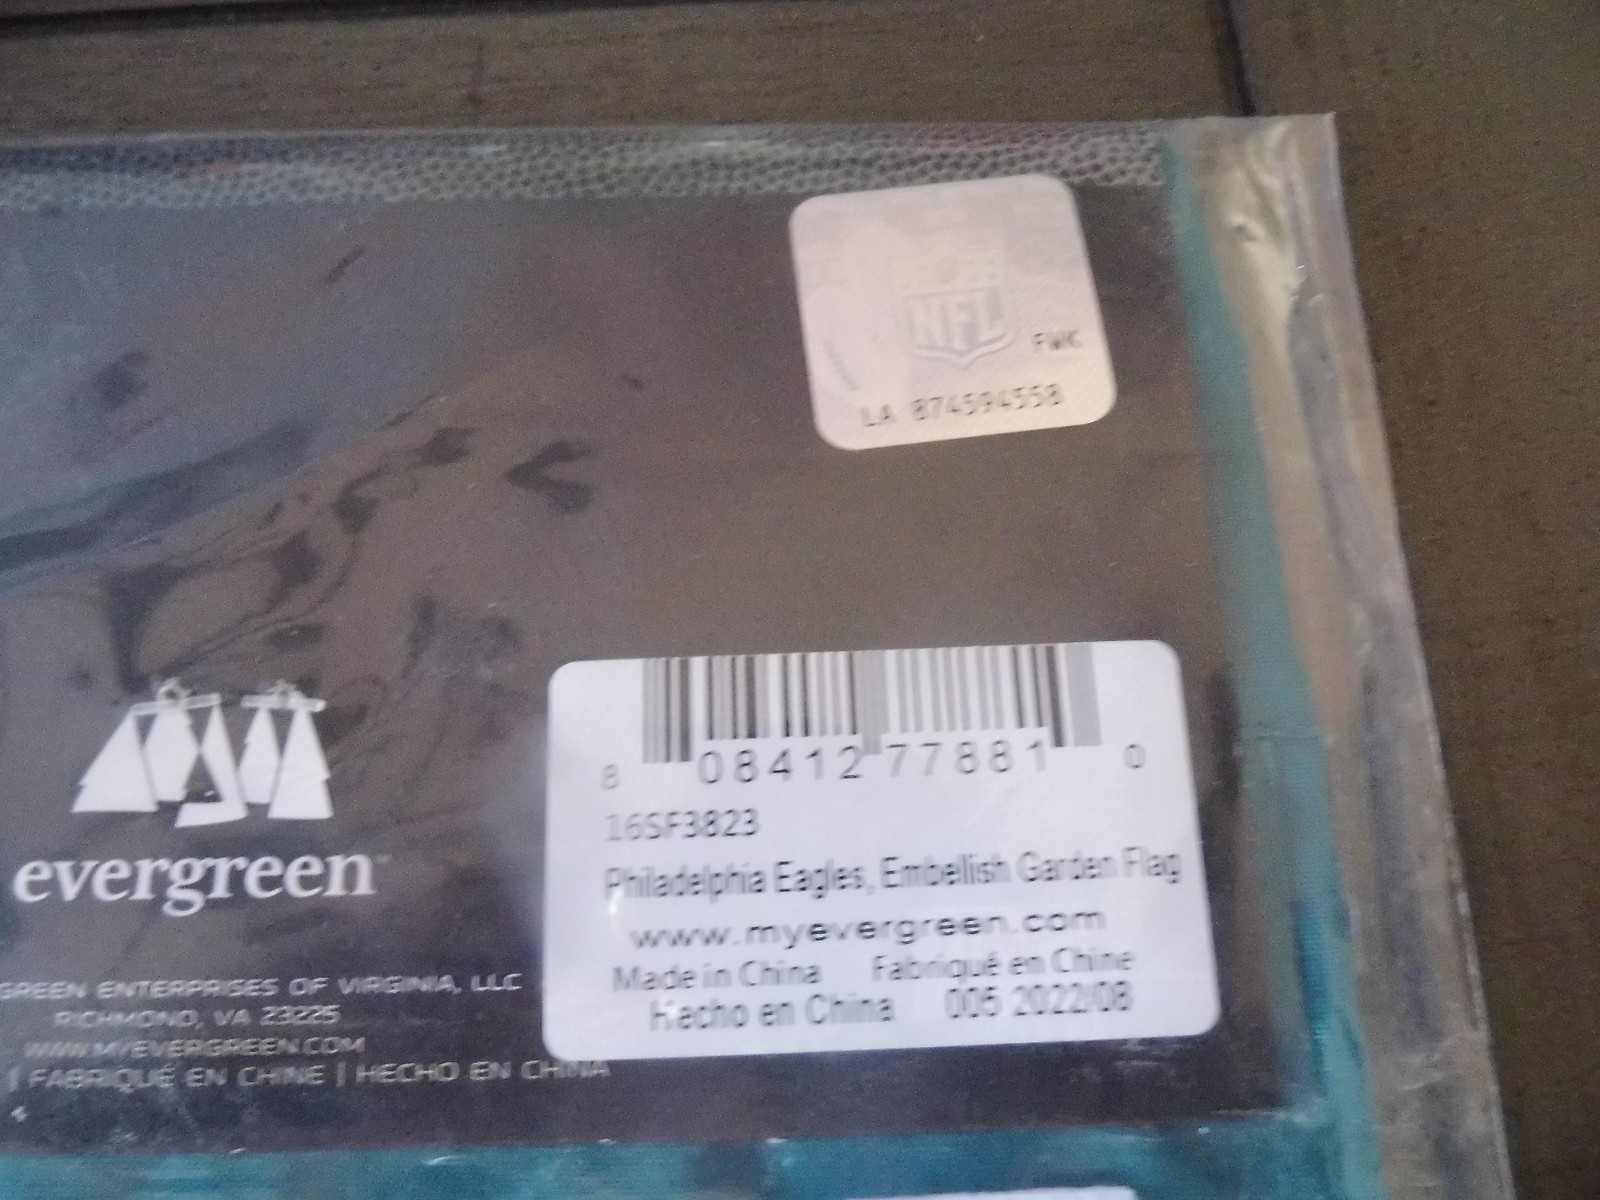 NFL
FWK
LA 874594558
8 08412 77881 0
16SF3823
Philadelphia Eagles, Embellish Garden Flag
www.myevergreen.com
Made in China Fabriqué en Chine
Hecho en China 005 2022/08
evergreen™
GREEN ENTERPRISES OF VIRGINIA, LLC
RICHMOND, VA 23225
WWW.MYEVERGREEN.COM
| FABRIQUÉ EN CHINE | HECHO EN CHINA